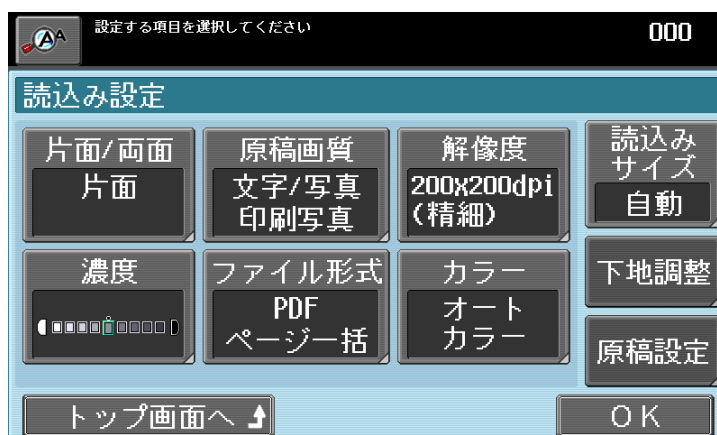 設定する項目を選択してください
000
読込み設定
片面/両面
片面
原稿画質
文字/写真
印刷写真
解像度
200x200dpi
(精細)
読込み
サイズ
自動
濃度
ファイル形式
PDF
ページ一括
カラー
オート
カラー
下地調整
原稿設定
トップ画面へ
OK